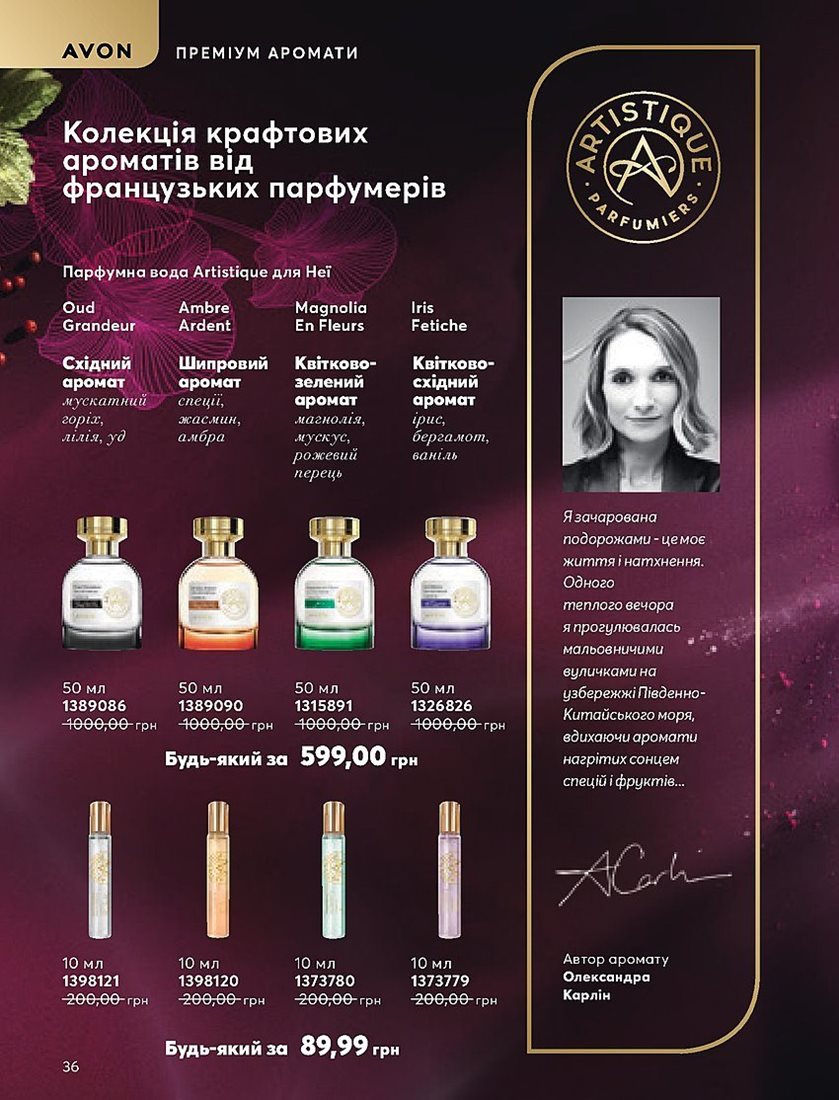 AVON
ПРЕМІУМ АРОМАТИ
Колекція крафтових
ароматів від
французьких парфумерів
Парфумна вода Artistique для Неї
Oud
Grandeur
Східний
аромат
мускатний
горіх,
лілія, уд
Ambre
Ardent
Шипровий
аромат
спеції,
жасмин,
амбра
Magnolia
En Fleurs
Квітково-
зелений
аромат
магнолія,
мускус,
рожевий
перець
Iris
Fetiche
Квітково-
східний
аромат
ірис,
бергамот,
ваніль
50 мл
1389086
1000,00 грн
50 мл
1389090
1000,00 грн
50 мл
1315891
1000,00 грн
50 мл
1326826
1000,00 грн
Будь-який за 599,00 грн
10 мл
1398121
200,00 грн
10 мл
1398120
200,00 грн
10 мл
1373780
200,00 грн
10 мл
1373779
200,00 грн
Будь-який за 89,99 грн
36
ARTISTIQUE
PARFUMIERS
Я зачарована
подорожами - це моє
життя і натхнення.
Одного
теплого вечора
я прогулювалась
мальовничими
вуличками на
узбережжі Південно-
Китайського моря,
вдихаючи аромати
нагрітих сонцем
спецій і фруктів...
Автор аромату
Олександра
Карлін